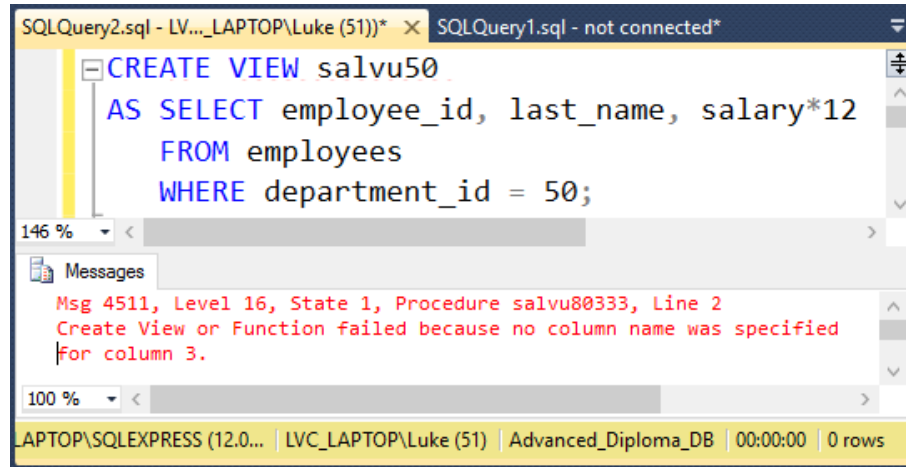 SQLQuery2.sql - LV..._LAPTOP\Luke (51))* SQLQuery1.sql - not connected*
CREATE VIEW salvu50
AS SELECT employee_id, last_name, salary*12
FROM employees
WHERE department_id = 50;
146 %
Messages
Msg 4511, Level 16, State 1, Procedure salvu80333, Line 2
Create View or Function failed because no column name was specified
for column 3.
100 %
LAPTOP\SQLEXPRESS (12.0... LVC_LAPTOP\Luke (51) Advanced_Diploma_DB 00:00:00 0 rows